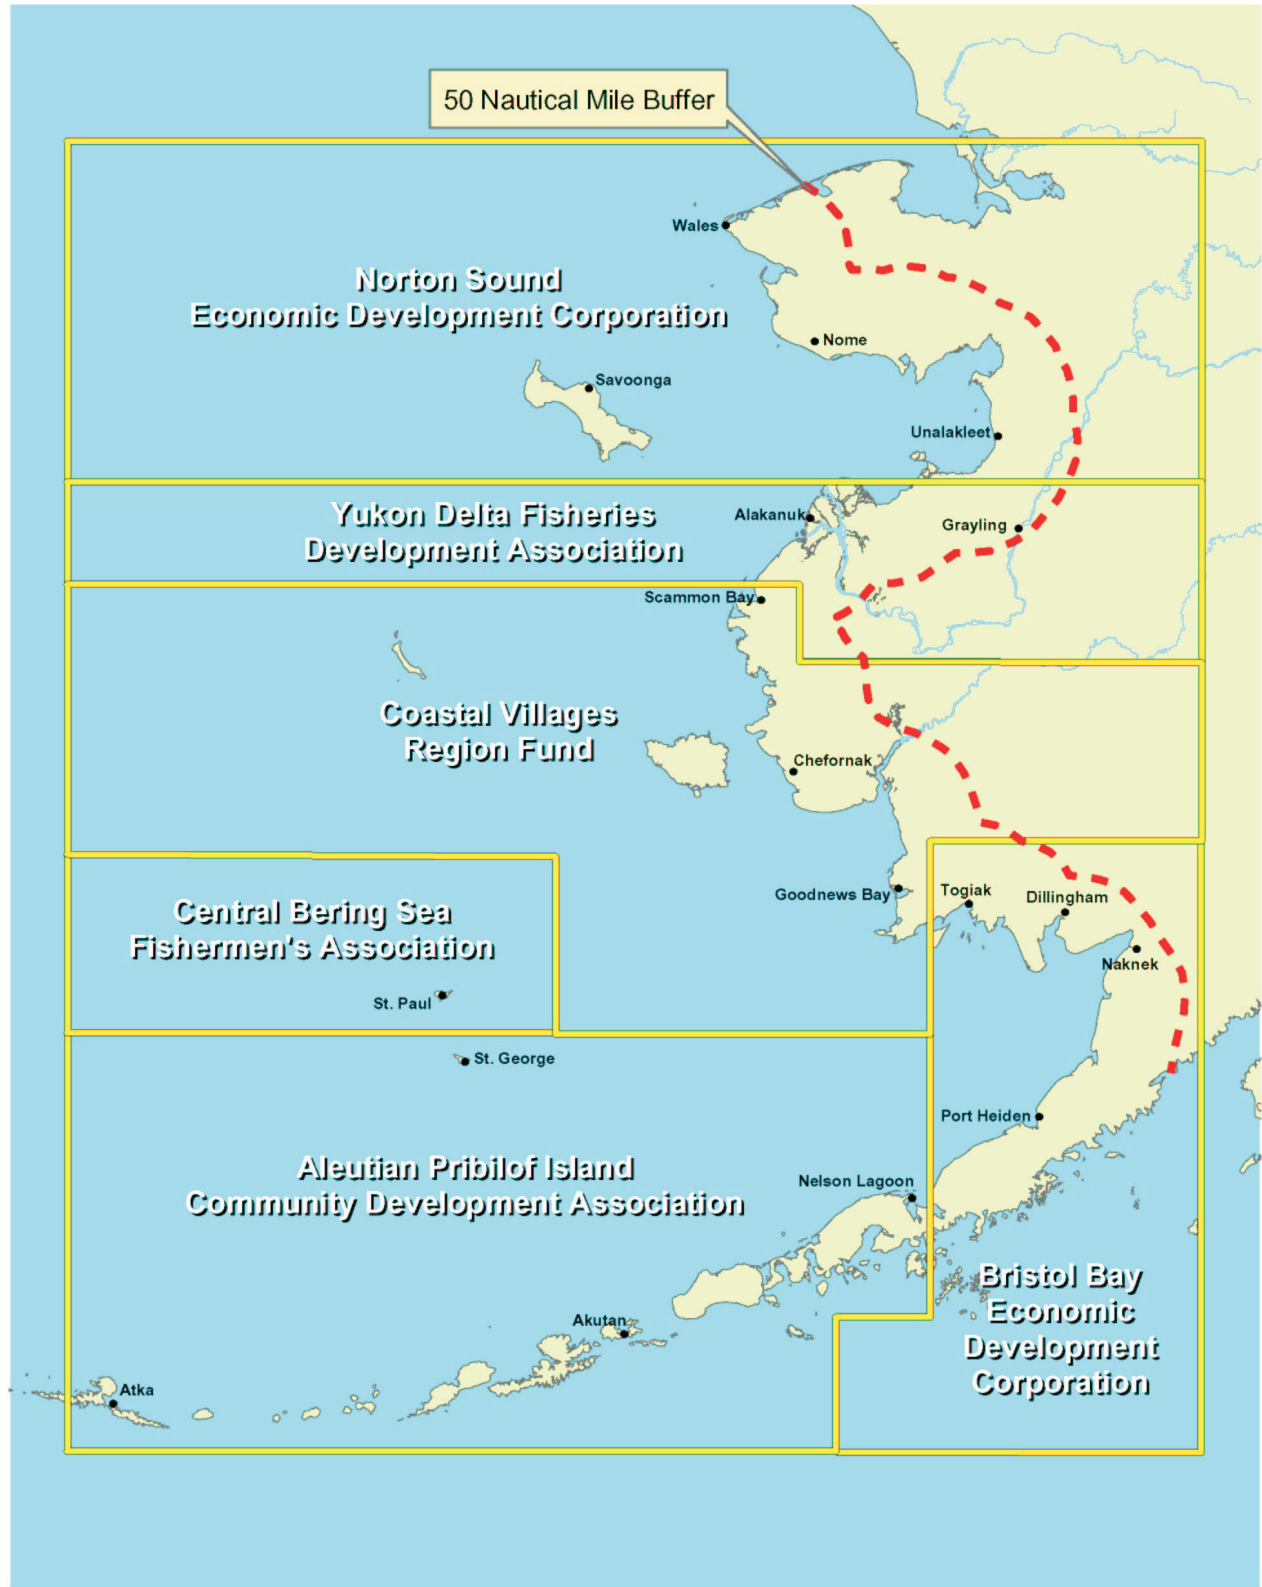 50 Nautical Mile Buffer
Wales
Norton Sound
Economic Development Corporation
Nome
Savoonga
Unalakleet
Yukon Delta Fisheries
Development Association
Alakanuk
Grayling
Scammon Bay
Coastal Villages
Region Fund
Chefornak
Goodnews Bay
Togiak
Dillingham
Naknek
Central Bering Sea
Fishermen's Association
St. Paul
St. George
Port Heiden
Aleutian Pribilof Island
Community Development Association
Nelson Lagoon
Bristol Bay
Economic
Development
Corporation
Akutan
Atka